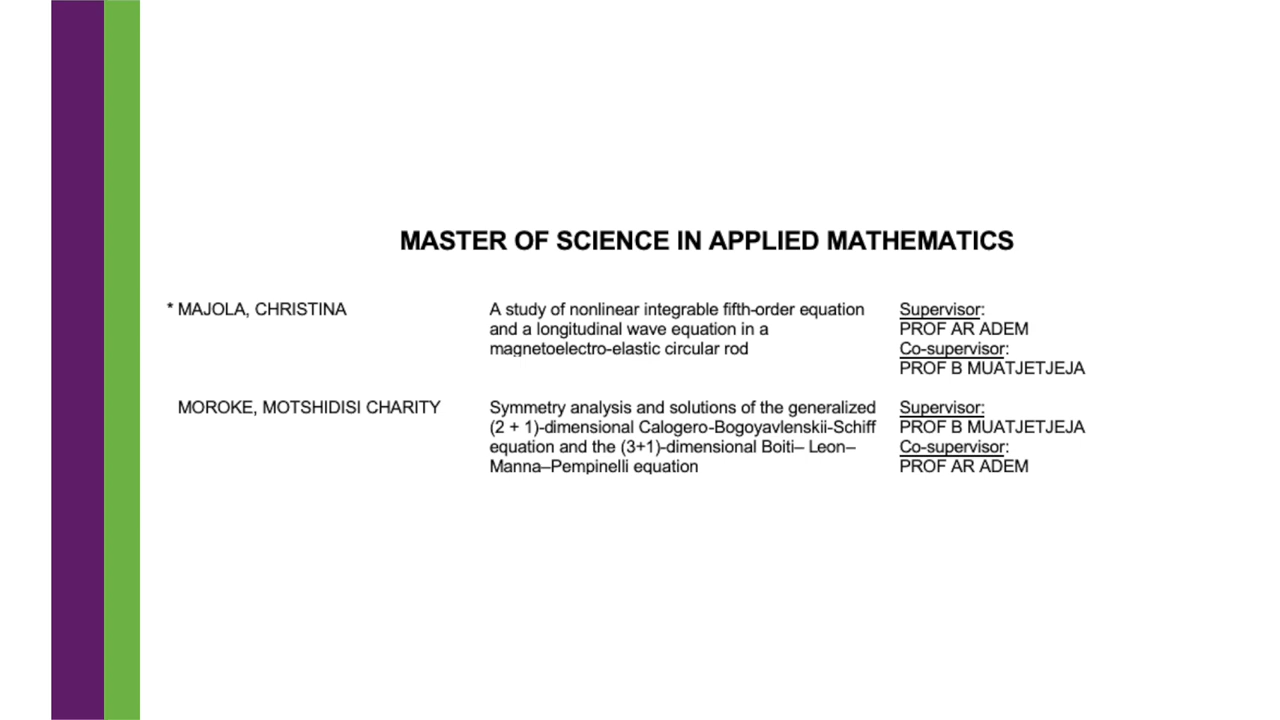 MASTER OF SCIENCE IN APPLIED MATHEMATICS
* MAJOLA, CHRISTINA
A study of nonlinear integrable fifth-order equation
and a longitudinal wave equation in a
magnetoelectro-elastic circular rod
Supervisor:
PROF AR ADEM
Co-supervisor:
PROF B MUATJETJEJA
MOROKE, MOTSHIDISI CHARITY
Symmetry analysis and solutions of the generalized
(2 + 1)-dimensional Calogero-Bogoyavlenskii-Schiff
equation and the (3+1)-dimensional Boiti– Leon–
Manna–Pempinelli equation
Supervisor:
PROF B MUATJETJEJA
Co-supervisor:
PROF AR ADEM